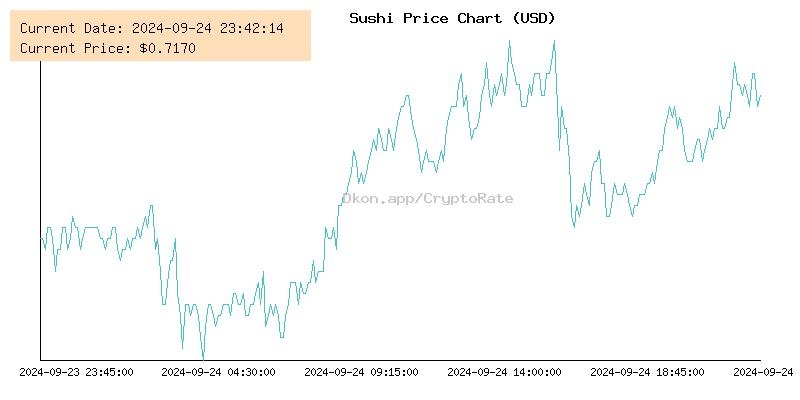 Sushi Price Chart (USD)
Current Date: 2024-09-24 23:42:14
Current Price: $0.7170
Okon.app/CryptoRate
2024-09-23 23:45:00 2024-09-24 04:30:00 2024-09-24 09:15:00 2024-09-24 14:00:00 2024-09-24 18:45:00 2024-09-24